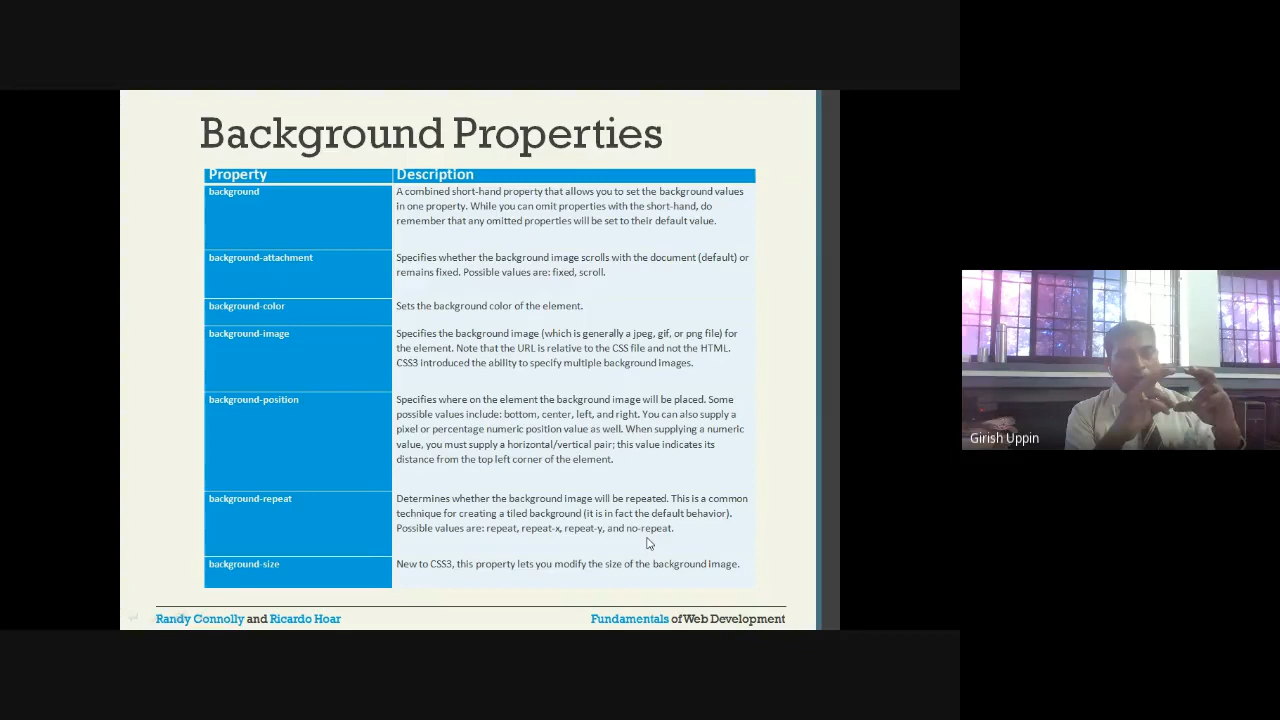 Background Properties
Property Description
background
A combined short-hand property that allows you to set the background values
in one property. While you can omit properties with the short-hand, do
remember that any omitted properties will be set to their default value.
background-attachment
Specifies whether the background image scrolls with the document (default) or
remains fixed. Possible values are: fixed, scroll.
background-color
Sets the background color of the element.
background-image
Specifies the background image (which is generally a jpeg, gif, or png file) for
the element. Note that the URL is relative to the CSS file and not the HTML.
CSS3 introduced the ability to specify multiple background images.
background-position
Specifies where on the element the background image will be placed. Some
possible values include: bottom, center, left, and right. You can also supply a
pixel or percentage numeric position value as well. When supplying a numeric
value, you must supply a horizontal/vertical pair; this value indicates its
distance from the top left corner of the element.
background-repeat
Determines whether the background image will be repeated. This is a common
technique for creating a tiled background (it is in fact the default behavior).
Possible values are: repeat, repeat-x, repeat-y, and no-repeat.
background-size
New to CSS3, this property lets you modify the size of the background image.
Randy Connolly and Ricardo Hoar
Fundamentals of Web Development
Girish Uppin